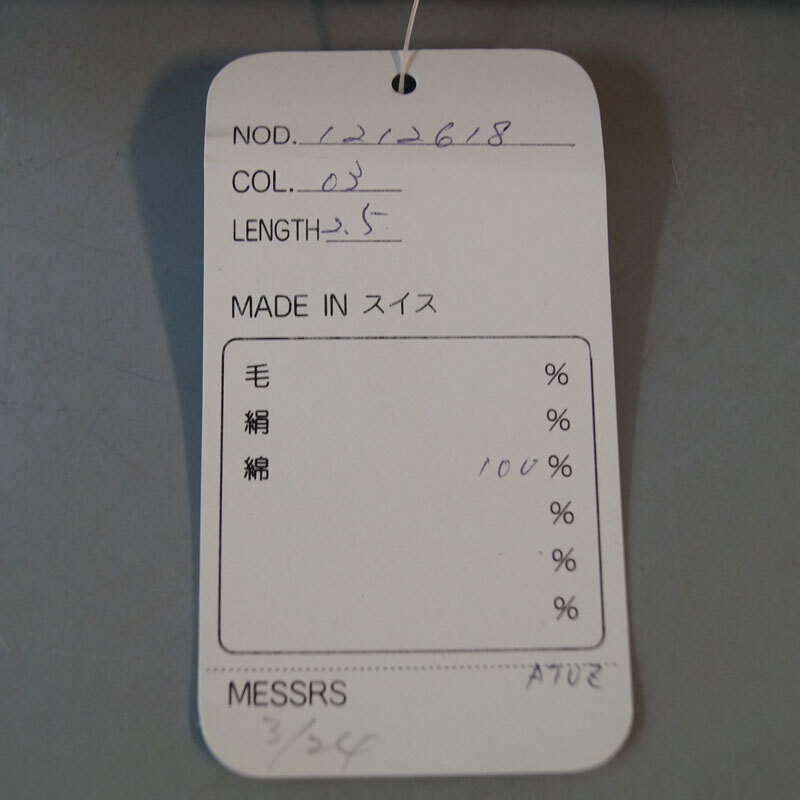 NOD. 1212618
COL. 03
LENGTH 2.5
MADE IN スイス
毛 %
絹 %
綿 100%
%
%
%
ATUZ
MESSRS
3/24